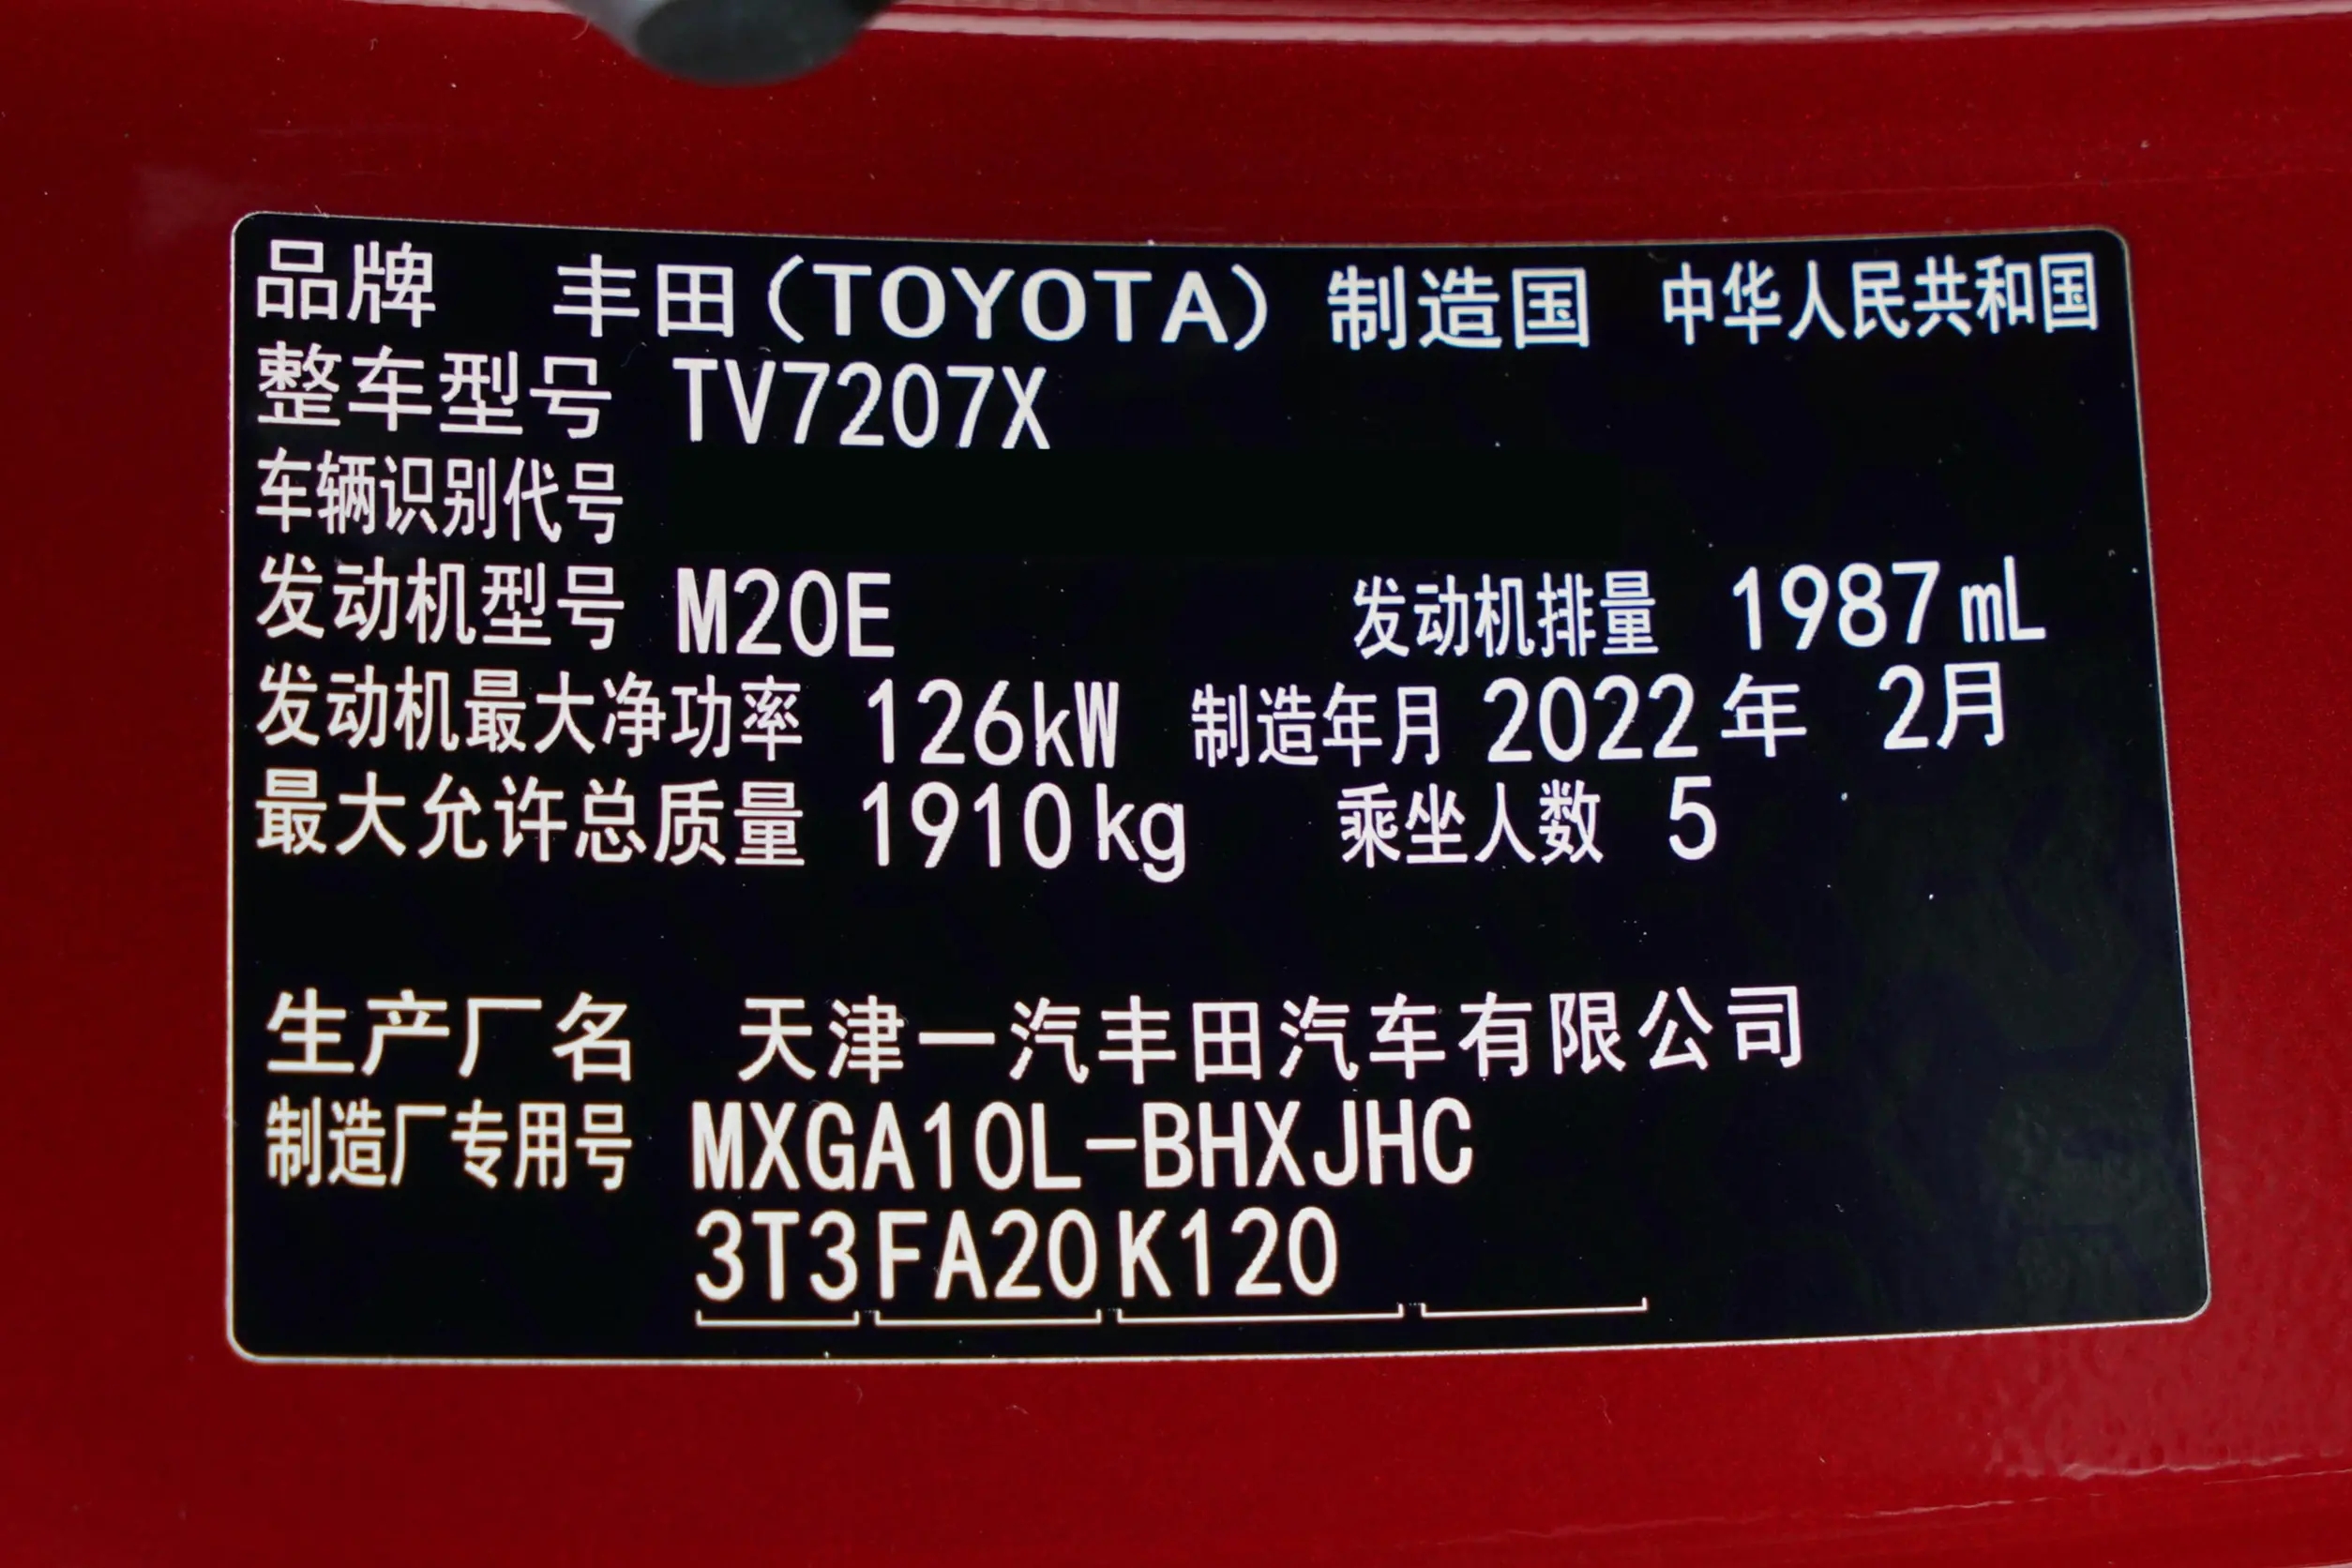 品牌 丰田(TOYOTA) 制造国 中华人民共和国
整车型号 TV7207X
车辆识别代号
发动机型号 M20E 发动机排量 1987mL
发动机最大净功率 126kW 制造年月 2022年 2月
最大允许总质量 1910kg 乘坐人数 5
生产厂名 天津一汽丰田汽车有限公司
制造厂专用号 MXGA10L-BHXJHC
3T3FA20K120